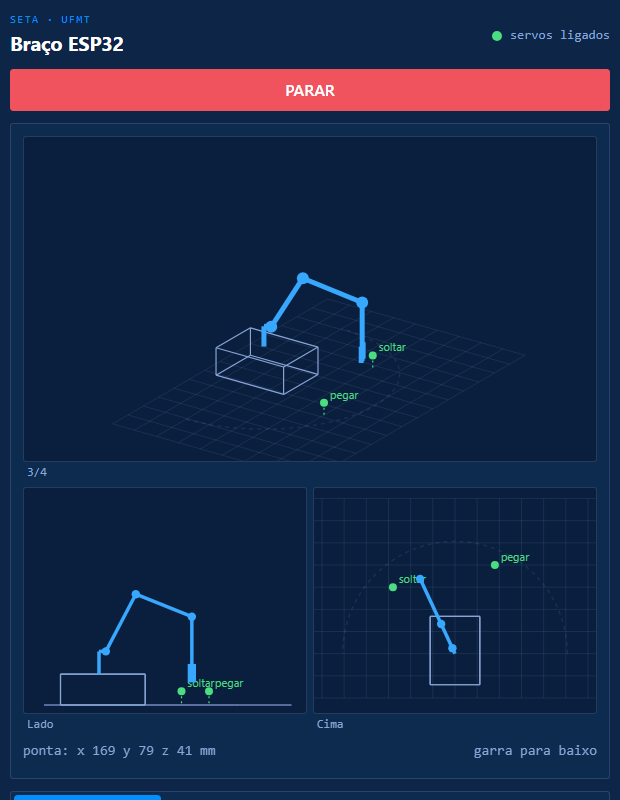 SETA · UFMT
Braço ESP32
servos ligados
PARAR
soltar
pegar
3/4
soltarpegar
Lado
pegar
soltar
Cima
ponta: x 169 y 79 z 41 mm
garra para baixo